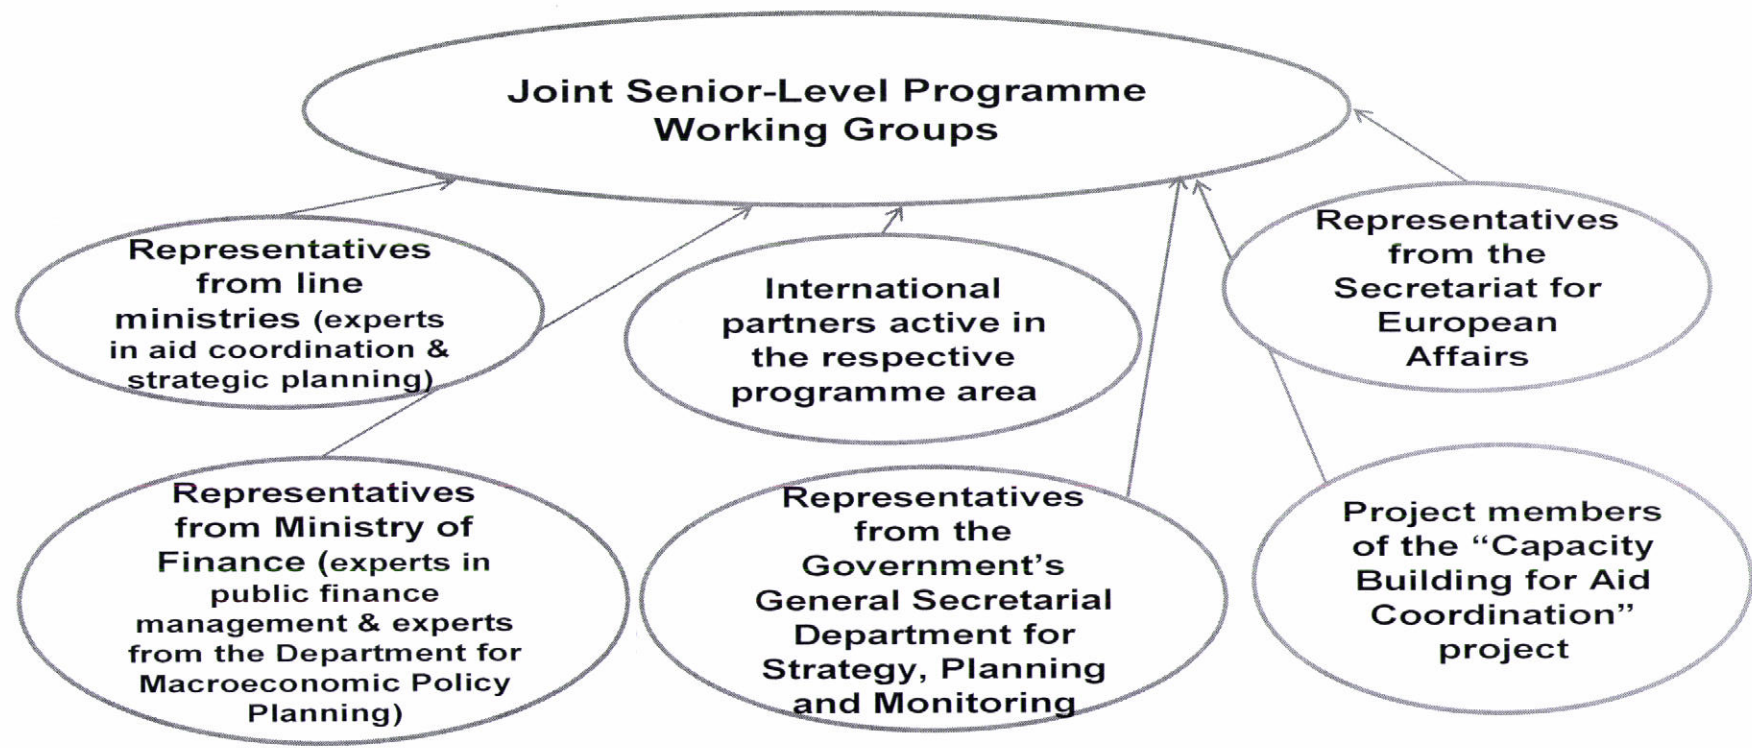 Joint Senior-Level Programme
Working Groups
Representatives
from line
ministries (experts
in aid coordination &
strategic planning)
International
partners active in
the respective
programme area
Representatives
from the
Secretariat for
European
Affairs
Representatives
from Ministry of
Finance (experts in
public finance
management & experts
from the Department for
Macroeconomic Policy
Planning)
Representatives
from the
Government’s
General Secretarial
Department for
Strategy, Planning
and Monitoring
Project members
of the “Capacity
Building for Aid
Coordination”
project